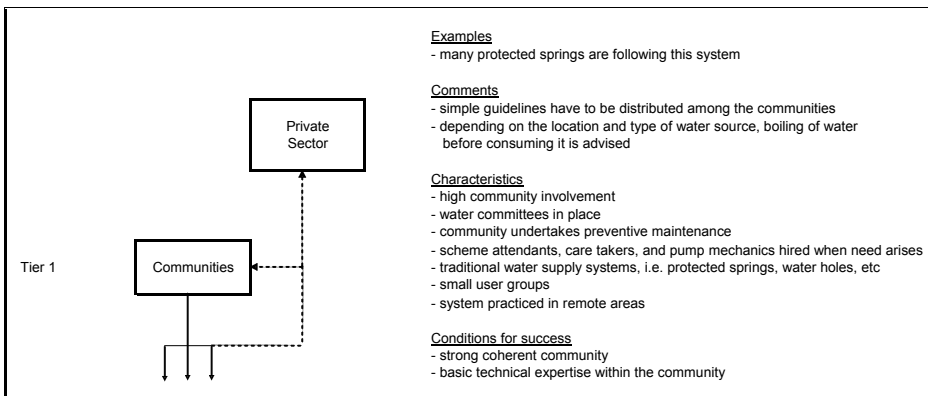 Tier 1
Private
Sector
Communities
Examples
- many protected springs are following this system
Comments
- simple guidelines have to be distributed among the communities
- depending on the location and type of water source, boiling of water
before consuming it is advised
Characteristics
- high community involvement
- water committees in place
- community undertakes preventive maintenance
- scheme attendants, care takers, and pump mechanics hired when need arises
- traditional water supply systems, i.e. protected springs, water holes, etc
- small user groups
- system practiced in remote areas
Conditions for success
- strong coherent community
- basic technical expertise within the community